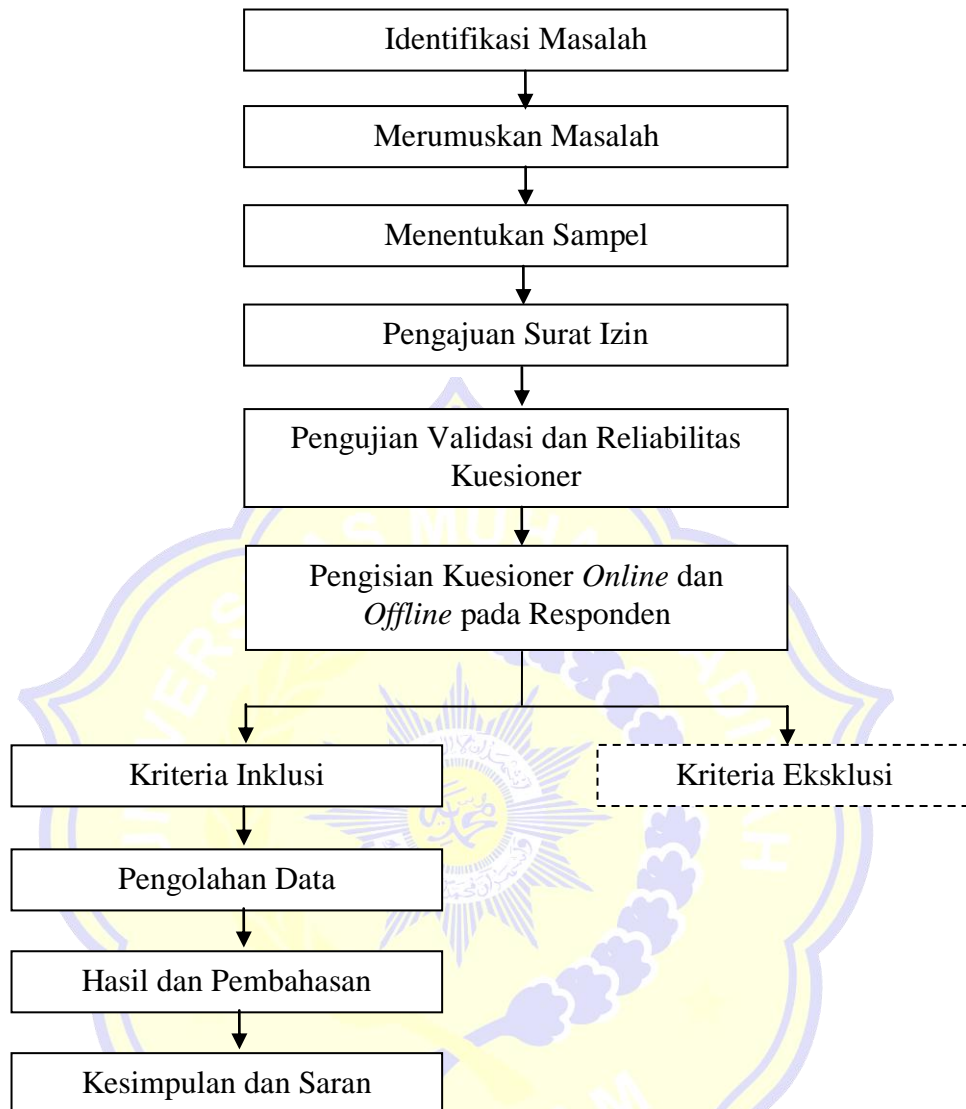 Identifikasi Masalah
Merumuskan Masalah
Menentukan Sampel
Pengajuan Surat Izin
Pengujian Validasi dan Reliabilitas
Kuesioner
Pengisian Kuesioner Online dan
Offline pada Responden
Kriteria Inklusi
Kriteria Eksklusi
Pengolahan Data
Hasil dan Pembahasan
Kesimpulan dan Saran